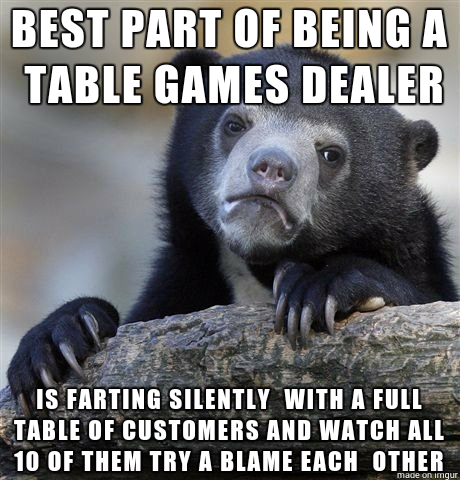 BEST PART OF BEING A
TABLE GAMES DEALER
IS FARTING SILENTLY WITH A FULL
TABLE OF CUSTOMERS AND WATCH ALL
10 OF THEM TRY A BLAME EACH OTHER
made on imgur